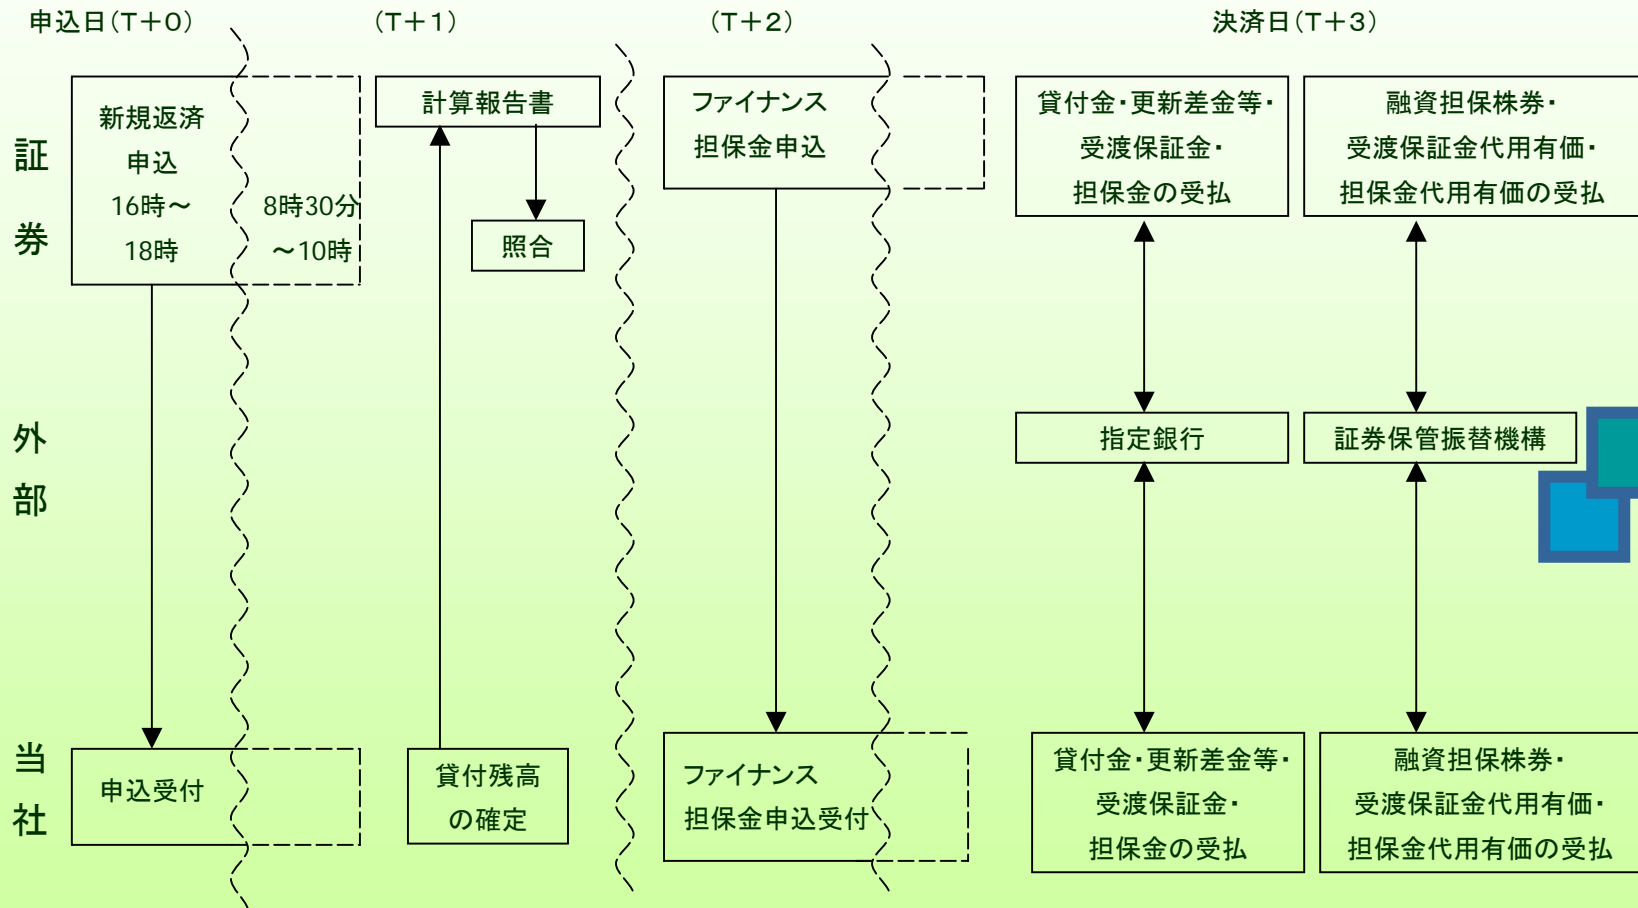 申込日(T+0)
(T+1)
(T+2)
決済日(T+3)
証
券
新規返済
申込
16時～
18時
8時30分
～10時
計算報告書
照合
ファイナンス
担保金申込
貸付金・更新差金等・
受渡保証金・
担保金の受払
融資担保株券・
受渡保証金代用有価・
担保金代用有価の受払
外
部
指定銀行
証券保管振替機構
当
社
申込受付
貸付残高
の確定
ファイナンス
担保金申込受付
貸付金・更新差金等・
受渡保証金・
担保金の受払
融資担保株券・
受渡保証金代用有価・
担保金代用有価の受払